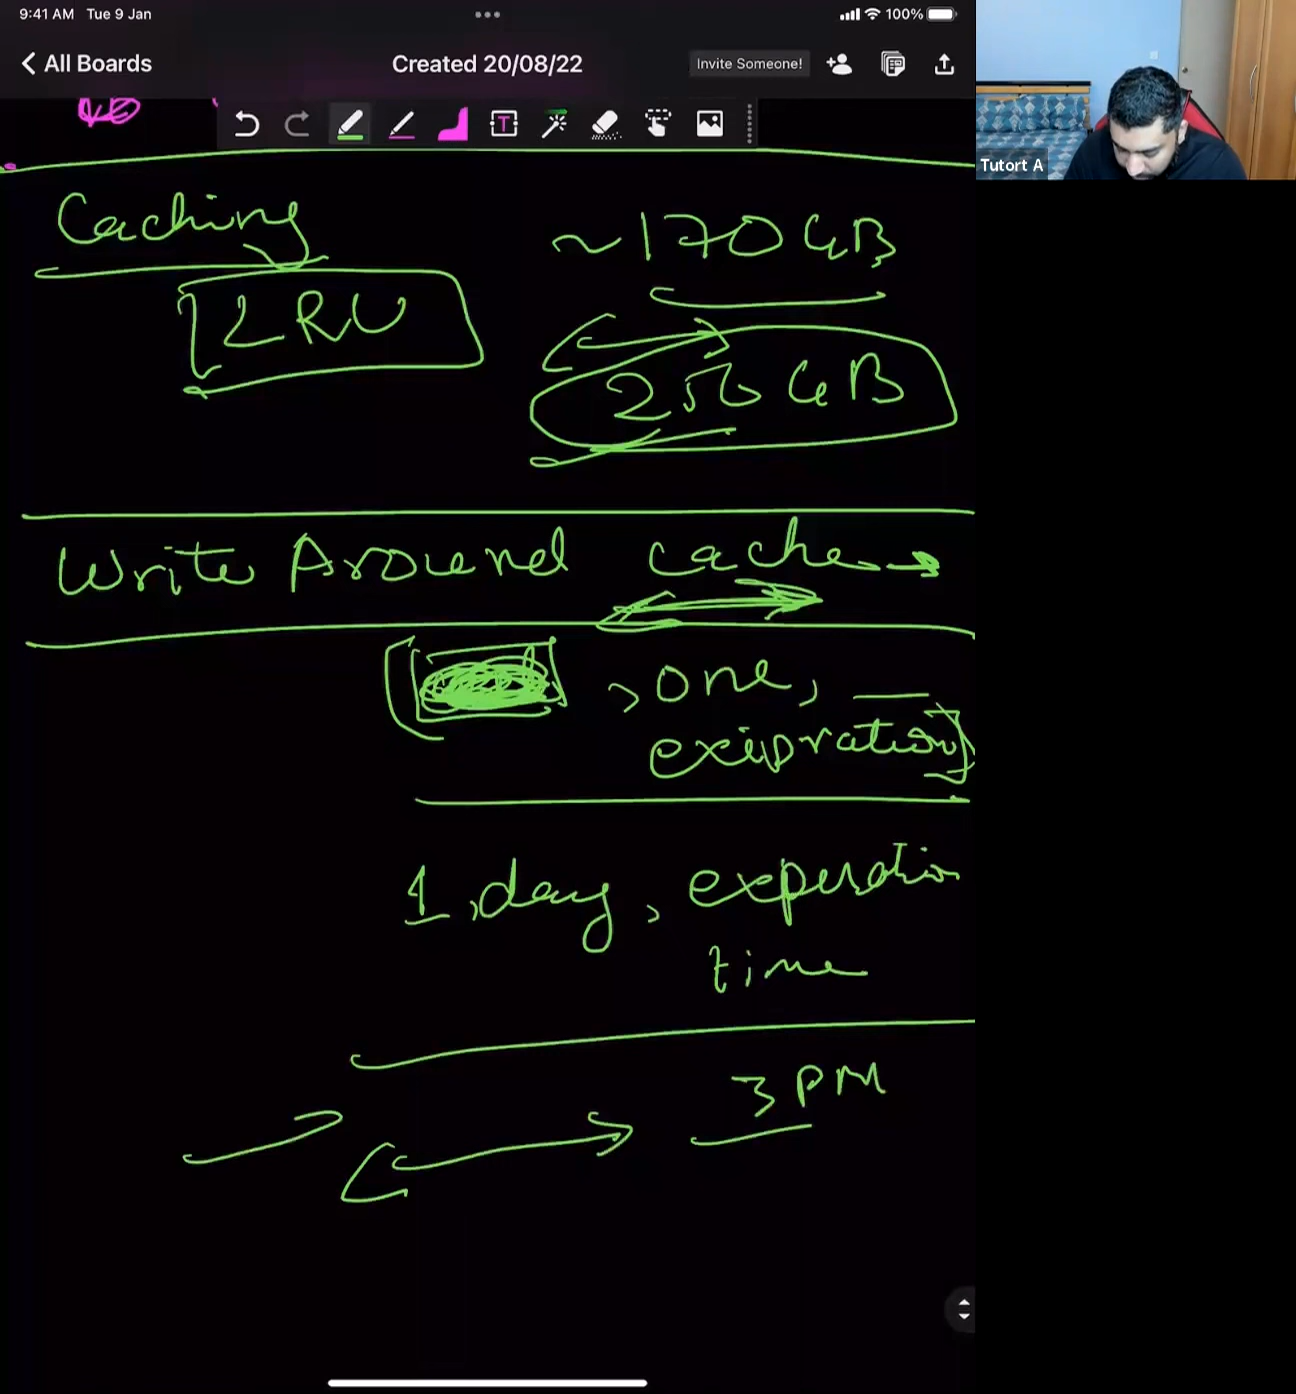 9:41 AM Tue 9 Jan
100%
All Boards
Created 20/08/22
Invite Someone!
T
Tutort A
Caching
~170 GB
LRU
256 GB
Write Around cache
, one,
exipration
1, day, experation
time
3 PM